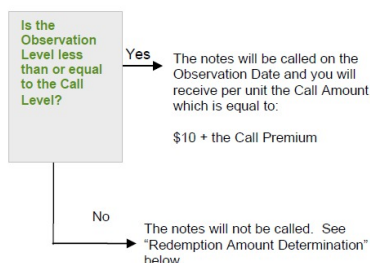 Is the
Observation
Level less
than or equal
to the Call
Level?
Yes
The notes will be called on the
Observation Date and you will
receive per unit the Call Amount
which is equal to:
$10 + the Call Premium
No
The notes will not be called. See
“Redemption Amount Determination”
below